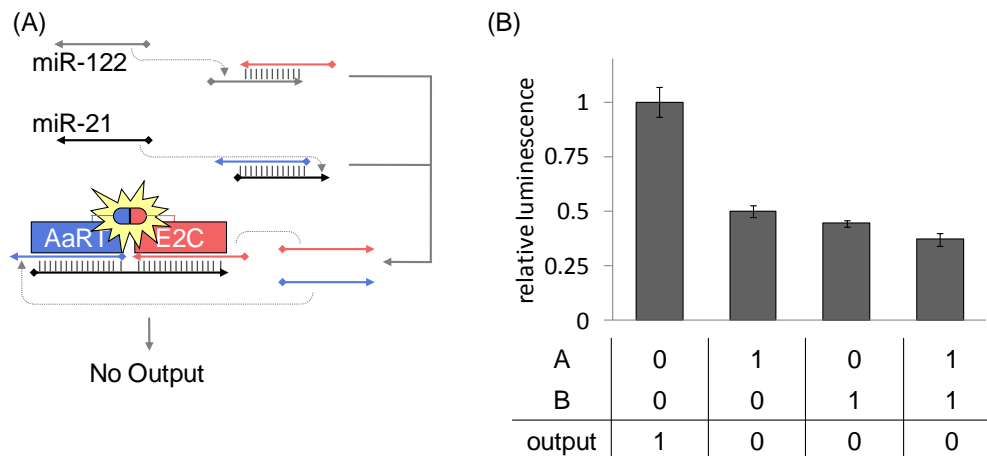 (A)
miR-122
miR-21
AaRT E2C
No Output
(B)
relative luminescence
1
0.75
0.5
0.25
0
A 0 1 0 1
B 0 0 1 1
output 1 0 0 0